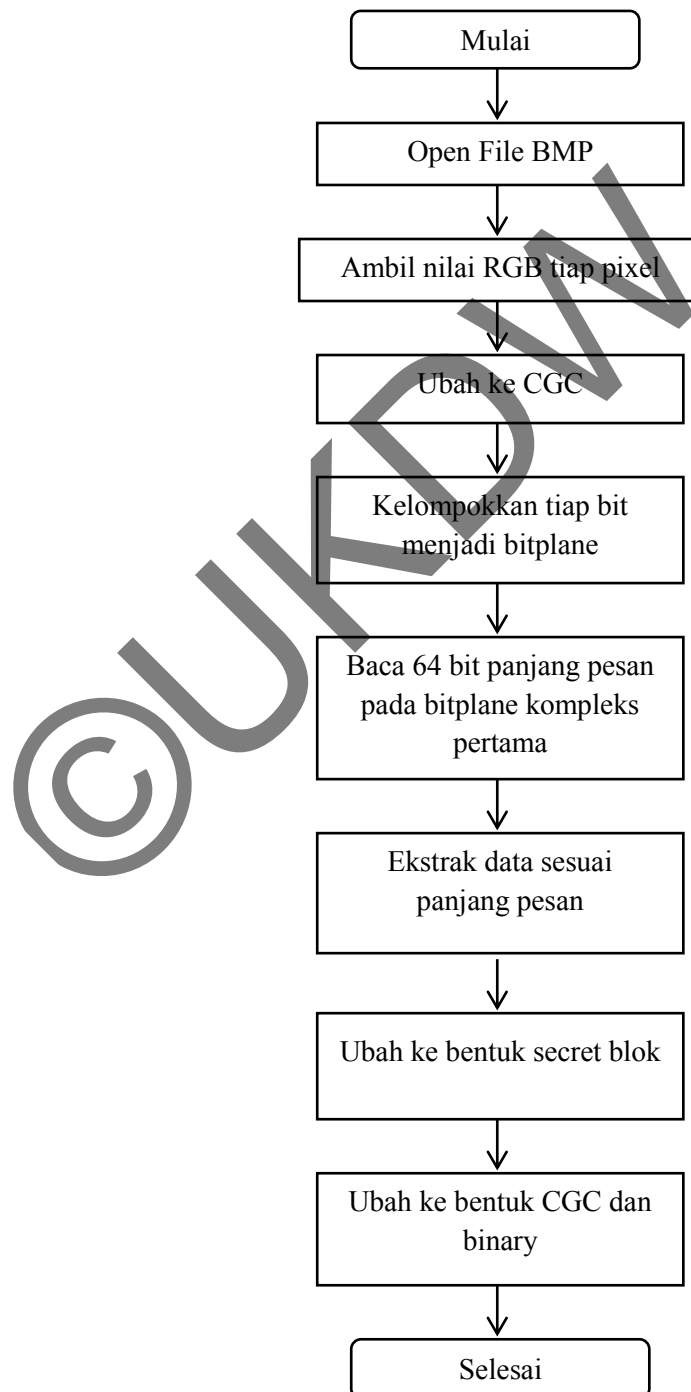 Mulai
Open File BMP
Ambil nilai RGB tiap pixel
Ubah ke CGC
Kelompokkan tiap bit
menjadi bitplane
Baca 64 bit panjang pesan
pada bitplane kompleks
pertama
Ekstrak data sesuai
panjang pesan
Ubah ke bentuk secret blok
Ubah ke bentuk CGC dan
binary
Selesai
©UKDW